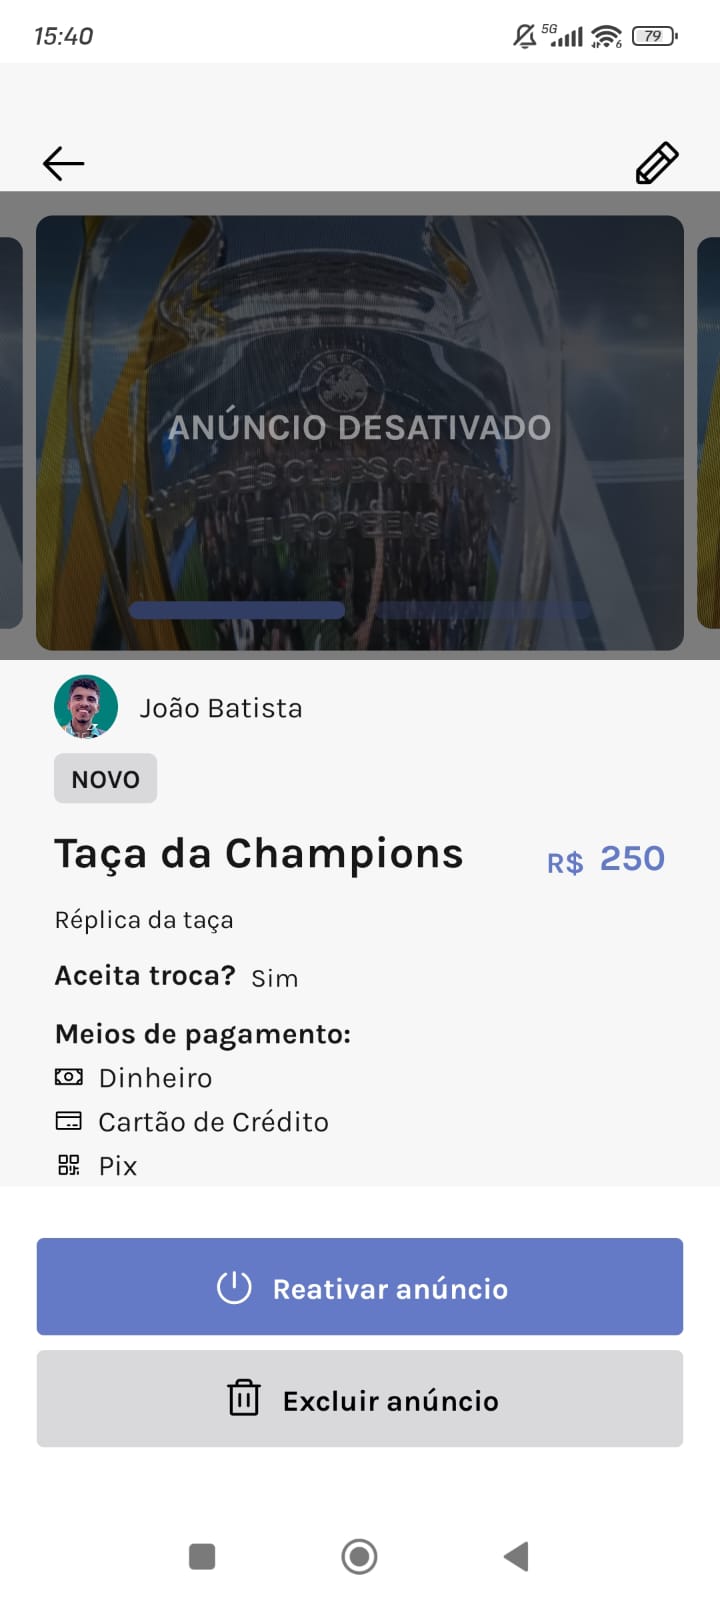 15:40
5G
6
79
UEFA
ANÚNCIO DESATIVADO
COUPE DES CLUBS CHAMPIONS
EUROPÉENS
João Batista
NOVO
Taça da Champions
R$ 250
Réplica da taça
Aceita troca? Sim
Meios de pagamento:
Dinheiro
Cartão de Crédito
Pix
Reativar anúncio
Excluir anúncio